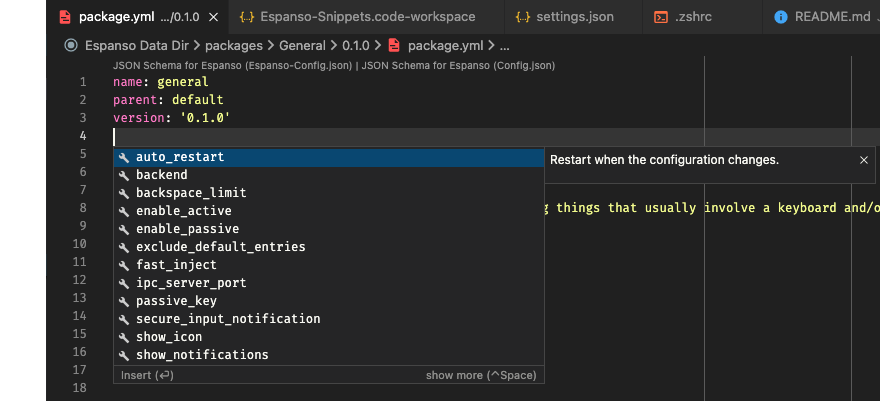 package.yml .../0.1.0 × {..} Espanso-Snippets.code-workspace {..} settings.json .zshrc README.md
Espanso Data Dir > packages > General > 0.1.0 > package.yml > ...
JSON Schema for Espanso (Espanso-Config.json) | JSON Schema for Espanso (Config.json)
1 name: general
2 parent: default
3 version: '0.1.0'
4
5 auto_restart Restart when the configuration changes. ×
6 backend
7 backspace_limit
8 enable_active g things that usually involve a keyboard and/o
9 enable_passive
10 exclude_default_entries
11 fast_inject
12 ipc_server_port
13 passive_key
14 secure_input_notification
15 show_icon
16 show_notifications
17 Insert (⏎) show more (^Space)
18